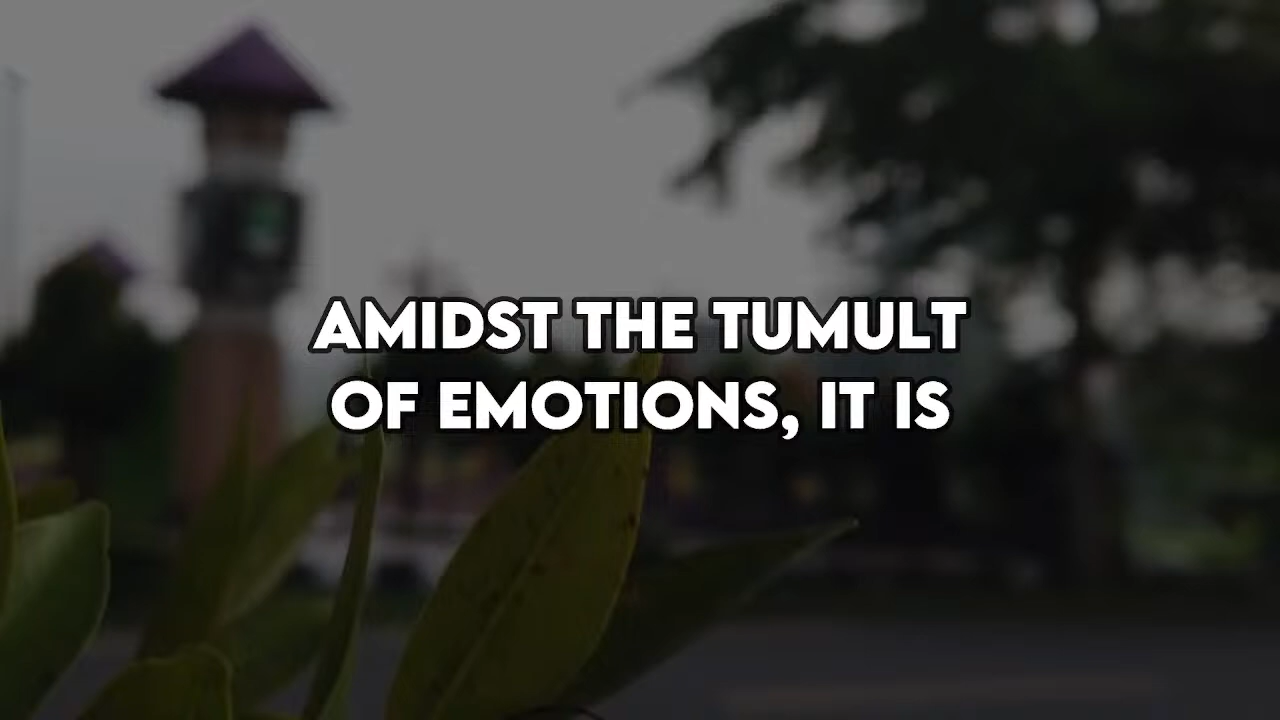 AMIDST THE TUMULT
OF EMOTIONS, IT IS